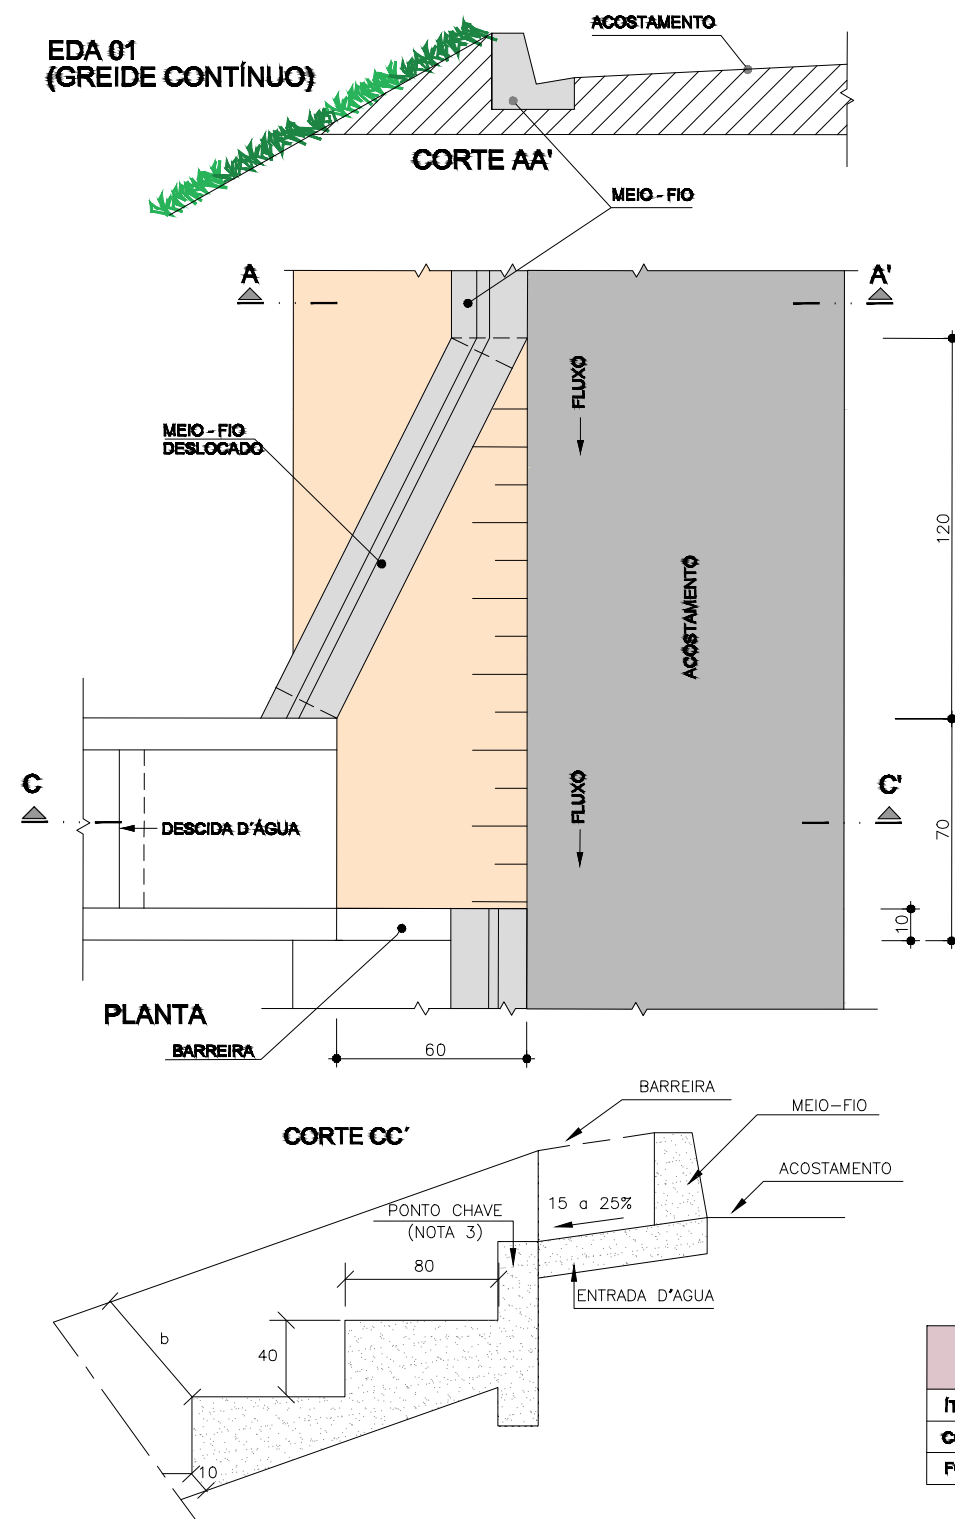 EDA 01
(GREIDE CONTÍNUO)
ACOSTAMENTO
CORTE AA'
MEIO - FIO
A
A'
FLUXO
MEIO - FIO
DESLOCADO
120
ACOSTAMENTO
C
C'
FLUXO
DESCIDA D'ÁGUA
70
10
PLANTA
BARREIRA
60
BARREIRA
MEIO-FIO
CORTE CC'
ACOSTAMENTO
PONTO CHAVE
(NOTA 3)
15 a 25%
80
ENTRADA D'AGUA
b
40
10